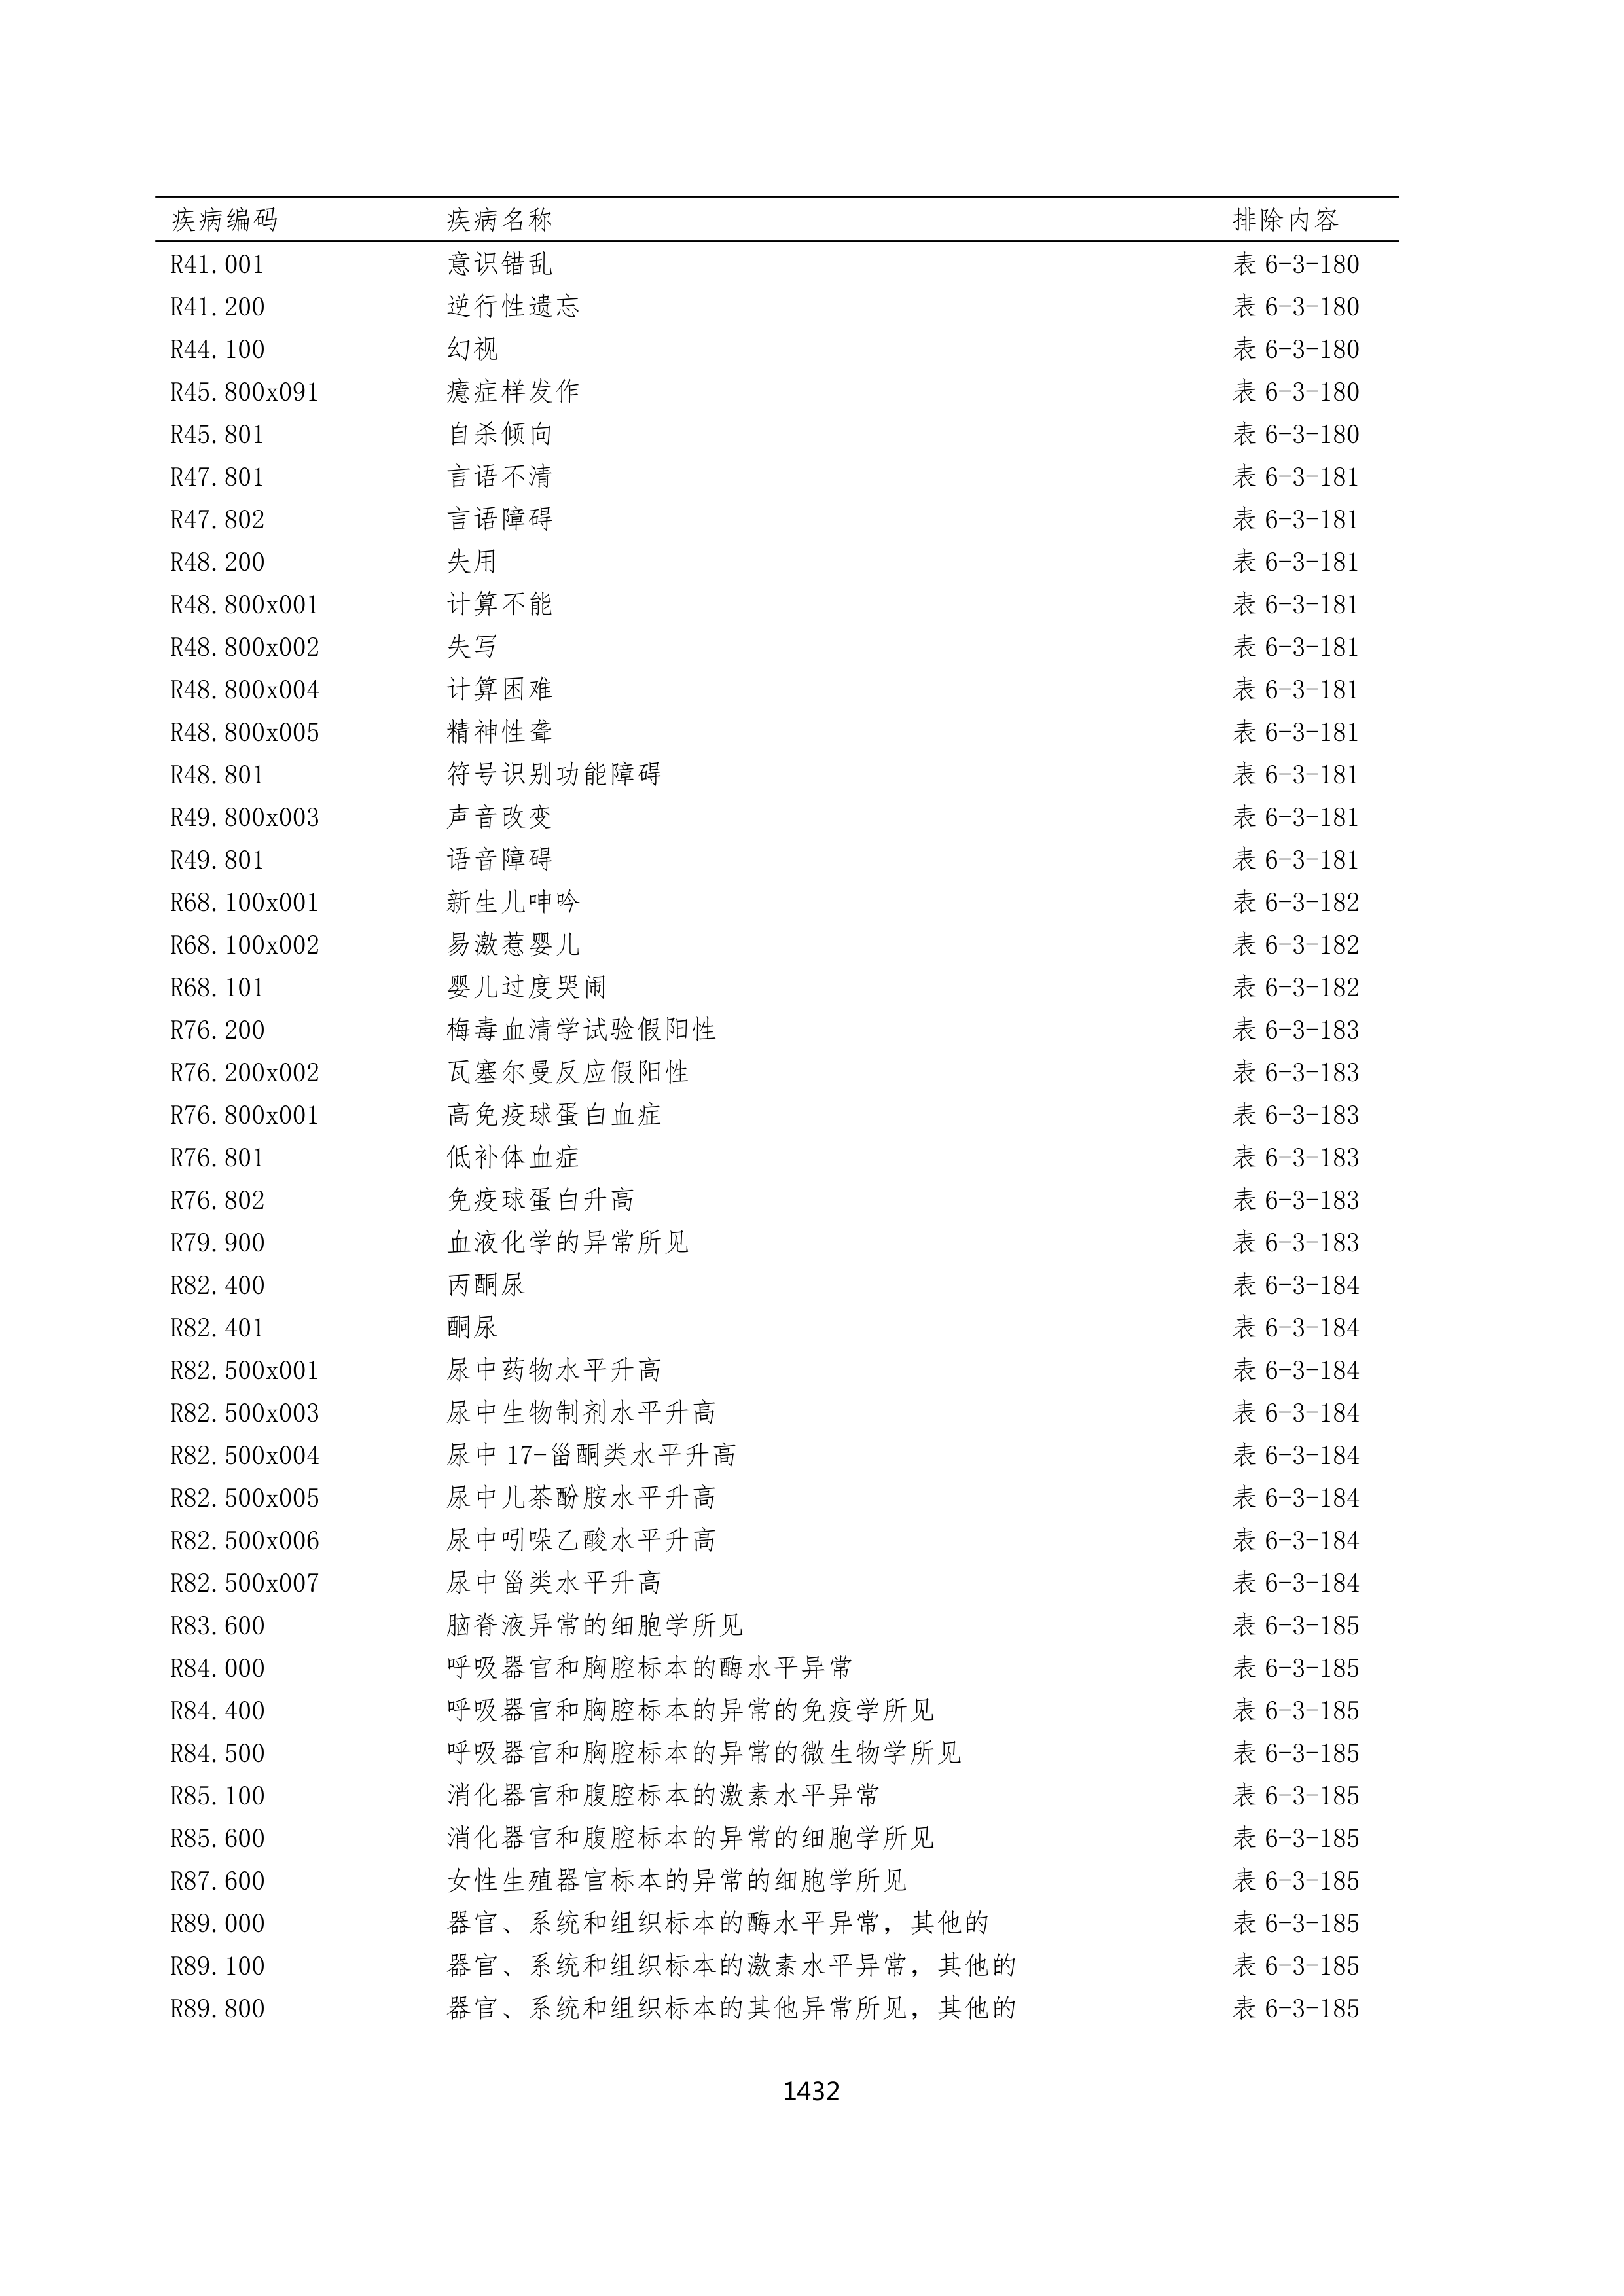 疾病编码 疾病名称 排除内容
R41.001 意识错乱 表 6-3-180
R41.200 逆行性遗忘 表 6-3-180
R44.100 幻视 表 6-3-180
R45.800x091 癔症样发作 表 6-3-180
R45.801 自杀倾向 表 6-3-180
R47.801 言语不清 表 6-3-181
R47.802 言语障碍 表 6-3-181
R48.200 失用 表 6-3-181
R48.800x001 计算不能 表 6-3-181
R48.800x002 失写 表 6-3-181
R48.800x004 计算困难 表 6-3-181
R48.800x005 精神性聋 表 6-3-181
R48.801 符号识别功能障碍 表 6-3-181
R49.800x003 声音改变 表 6-3-181
R49.801 语音障碍 表 6-3-181
R68.100x001 新生儿呻吟 表 6-3-182
R68.100x002 易激惹婴儿 表 6-3-182
R68.101 婴儿过度哭闹 表 6-3-182
R76.200 梅毒血清学试验假阳性 表 6-3-183
R76.200x002 瓦塞尔曼反应假阳性 表 6-3-183
R76.800x001 高免疫球蛋白血症 表 6-3-183
R76.801 低补体血症 表 6-3-183
R76.802 免疫球蛋白升高 表 6-3-183
R79.900 血液化学的异常所见 表 6-3-183
R82.400 丙酮尿 表 6-3-184
R82.401 酮尿 表 6-3-184
R82.500x001 尿中药物水平升高 表 6-3-184
R82.500x003 尿中生物制剂水平升高 表 6-3-184
R82.500x004 尿中 17-甾酮类水平升高 表 6-3-184
R82.500x005 尿中儿茶酚胺水平升高 表 6-3-184
R82.500x006 尿中吲哚乙酸水平升高 表 6-3-184
R82.500x007 尿中甾类水平升高 表 6-3-184
R83.600 脑脊液异常的细胞学所见 表 6-3-185
R84.000 呼吸器官和胸腔标本的酶水平异常 表 6-3-185
R84.400 呼吸器官和胸腔标本的异常的免疫学所见 表 6-3-185
R84.500 呼吸器官和胸腔标本的异常的微生物学所见 表 6-3-185
R85.100 消化器官和腹腔标本的激素水平异常 表 6-3-185
R85.600 消化器官和腹腔标本的异常的细胞学所见 表 6-3-185
R87.600 女性生殖器官标本的异常的细胞学所见 表 6-3-185
R89.000 器官、系统和组织标本的酶水平异常，其他的 表 6-3-185
R89.100 器官、系统和组织标本的激素水平异常，其他的 表 6-3-185
R89.800 器官、系统和组织标本的其他异常所见，其他的 表 6-3-185
1432